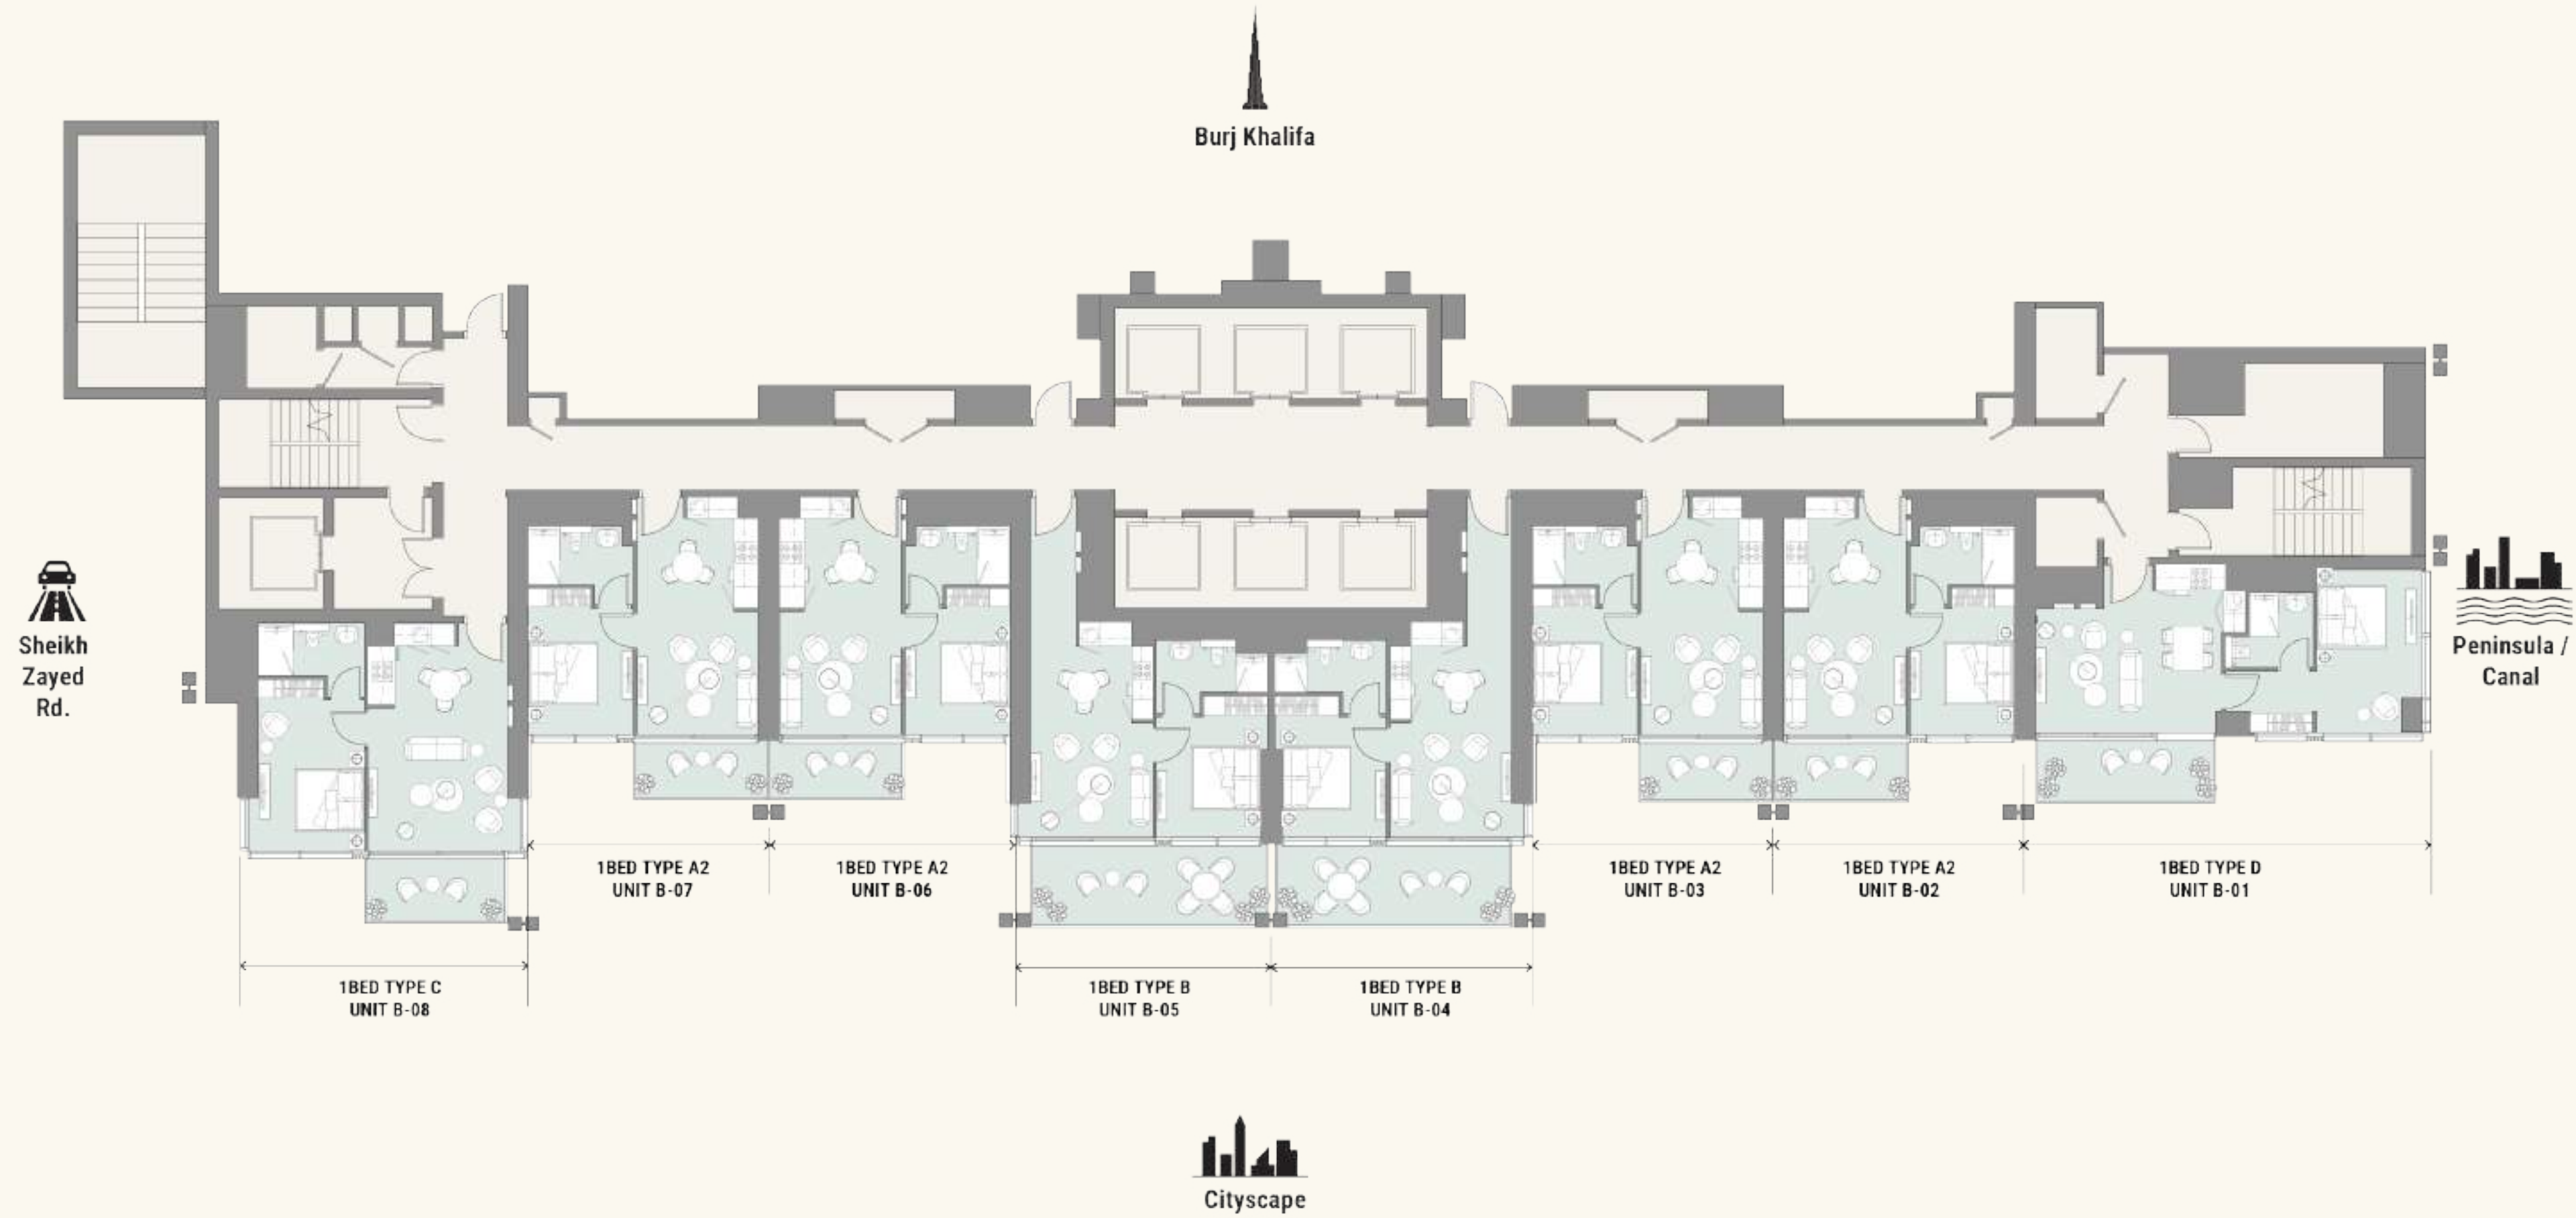 Burj Khalifa
Sheikh
Zayed
Rd.
Peninsula /
Canal
1BED TYPE A2
UNIT B-07
1BED TYPE A2
UNIT B-06
1BED TYPE A2
UNIT B-03
1BED TYPE A2
UNIT B-02
1BED TYPE D
UNIT B-01
1BED TYPE C
UNIT B-08
1BED TYPE B
UNIT B-05
1BED TYPE B
UNIT B-04
Cityscape